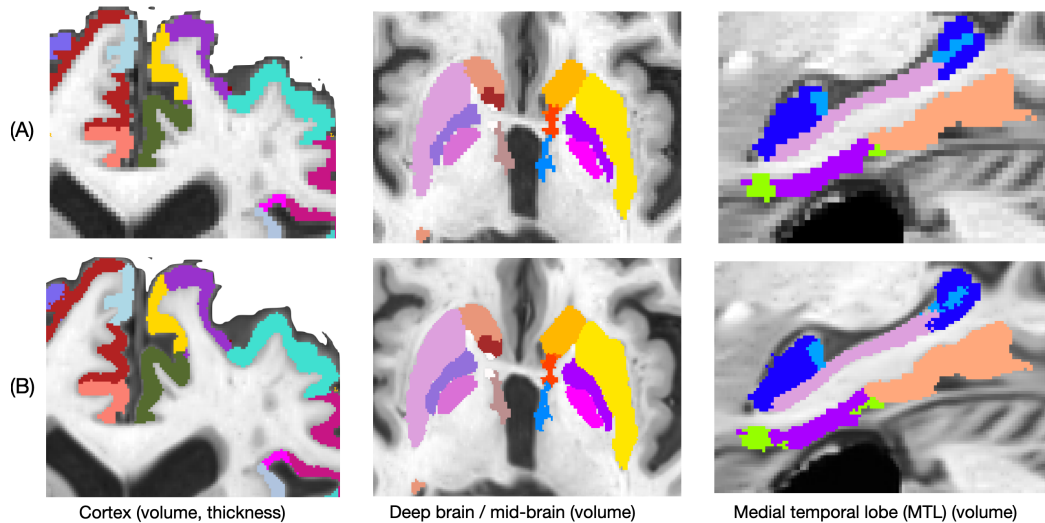 (A)
(B)
Cortex (volume, thickness)
Deep brain / mid-brain (volume)
Medial temporal lobe (MTL) (volume)